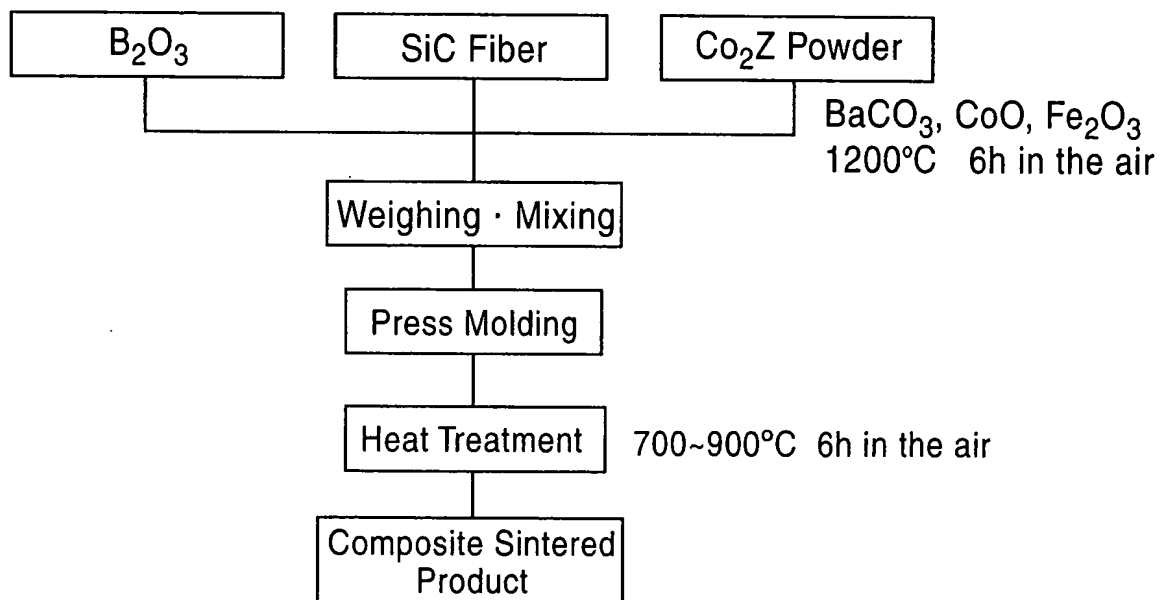 B₂O₃
SiC Fiber
Co₂Z Powder
BaCO₃, CoO, Fe₂O₃
1200°C 6h in the air
Weighing · Mixing
Press Molding
Heat Treatment
700~900°C 6h in the air
Composite Sintered
Product